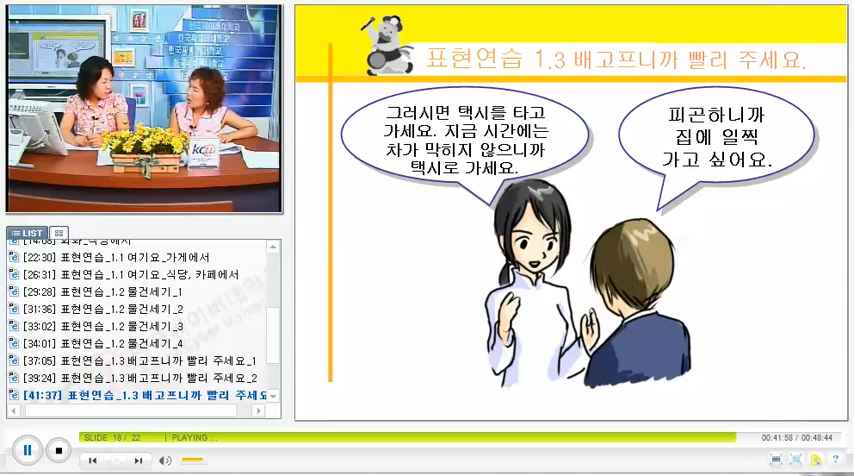 표현연습 1.3 배고프니까 빨리 주세요.
그러시면 택시를 타고
가세요. 지금 시간에는
차가 막히지 않으니까
택시로 가세요.
피곤하니까
집에 일찍
가고 싶어요.
LIST
[22:30] 표현연습_1.1 여기요_가게에서
[26:31] 표현연습_1.1 여기요_식당, 카페에서
[29:28] 표현연습_1.2 물건세기_1
[31:36] 표현연습_1.2 물건세기_2
[33:02] 표현연습_1.2 물건세기_3
[34:01] 표현연습_1.2 물건세기_4
[37:05] 표현연습_1.3 배고프니까 빨리 주세요_1
[39:24] 표현연습_1.3 배고프니까 빨리 주세요_2
[41:37] 표현연습_1.3 배고프니까 빨리 주세요
SLIDE 18 / 22 | PLAYING ...
00:41:58 / 00:48:44